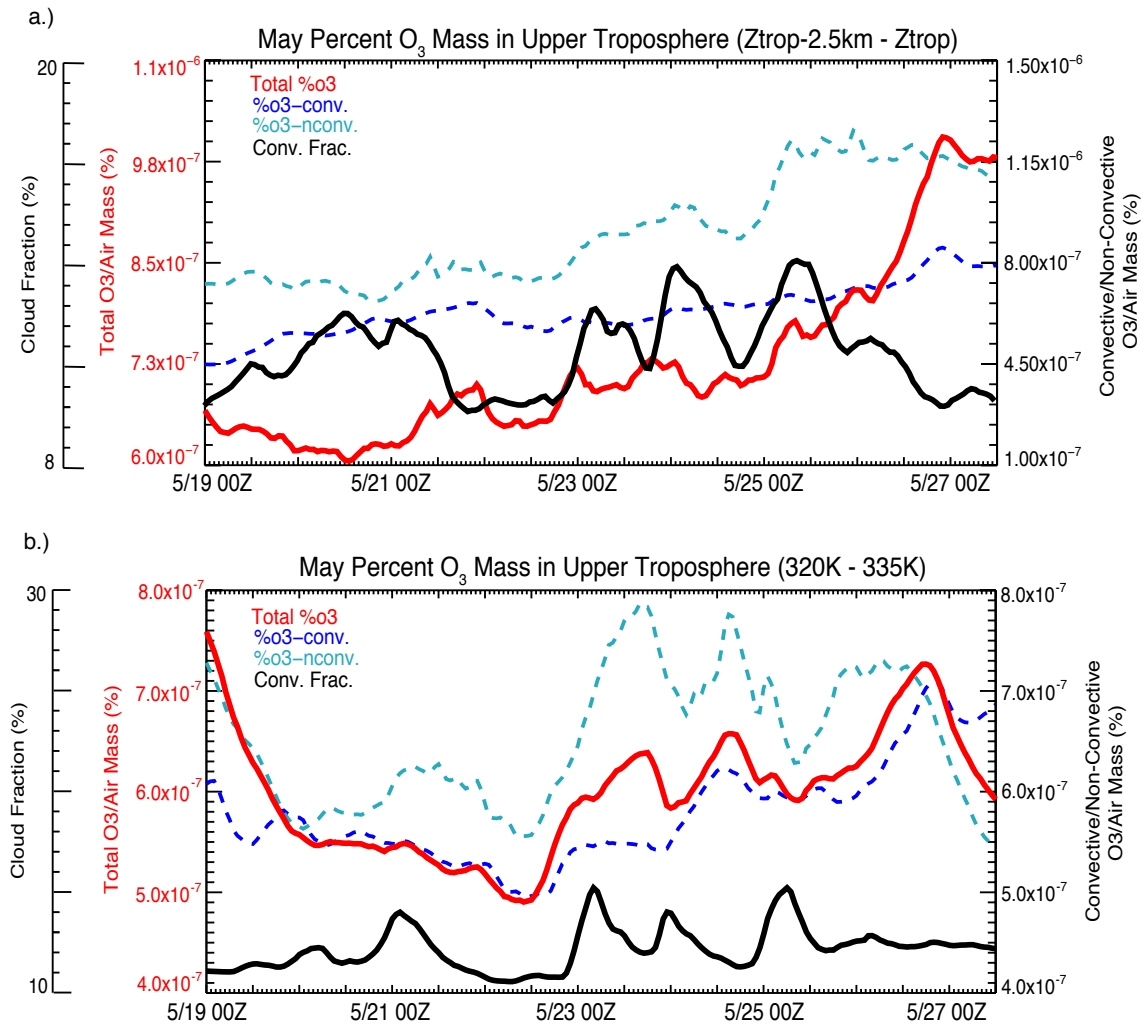 a.)
May Percent O₃ Mass in Upper Troposphere (Ztrop-2.5km - Ztrop)
20
8
Cloud Fraction (%)
Total O3/Air Mass (%)
1.1x10⁻⁶
9.8x10⁻⁷
8.5x10⁻⁷
7.3x10⁻⁷
6.0x10⁻⁷
Total %o3
%o3−conv.
%o3−nconv.
Conv. Frac.
1.50x10⁻⁶
1.15x10⁻⁶
8.00x10⁻⁷
4.50x10⁻⁷
1.00x10⁻⁷
Convective/Non-Convective
O3/Air Mass (%)
5/19 00Z 5/21 00Z 5/23 00Z 5/25 00Z 5/27 00Z
b.)
May Percent O₃ Mass in Upper Troposphere (320K - 335K)
30
10
Cloud Fraction (%)
Total O3/Air Mass (%)
8.0x10⁻⁷
7.0x10⁻⁷
6.0x10⁻⁷
5.0x10⁻⁷
4.0x10⁻⁷
Total %o3
%o3−conv.
%o3−nconv.
Conv. Frac.
8.0x10⁻⁷
7.0x10⁻⁷
6.0x10⁻⁷
5.0x10⁻⁷
4.0x10⁻⁷
Convective/Non-Convective
O3/Air Mass (%)
5/19 00Z 5/21 00Z 5/23 00Z 5/25 00Z 5/27 00Z